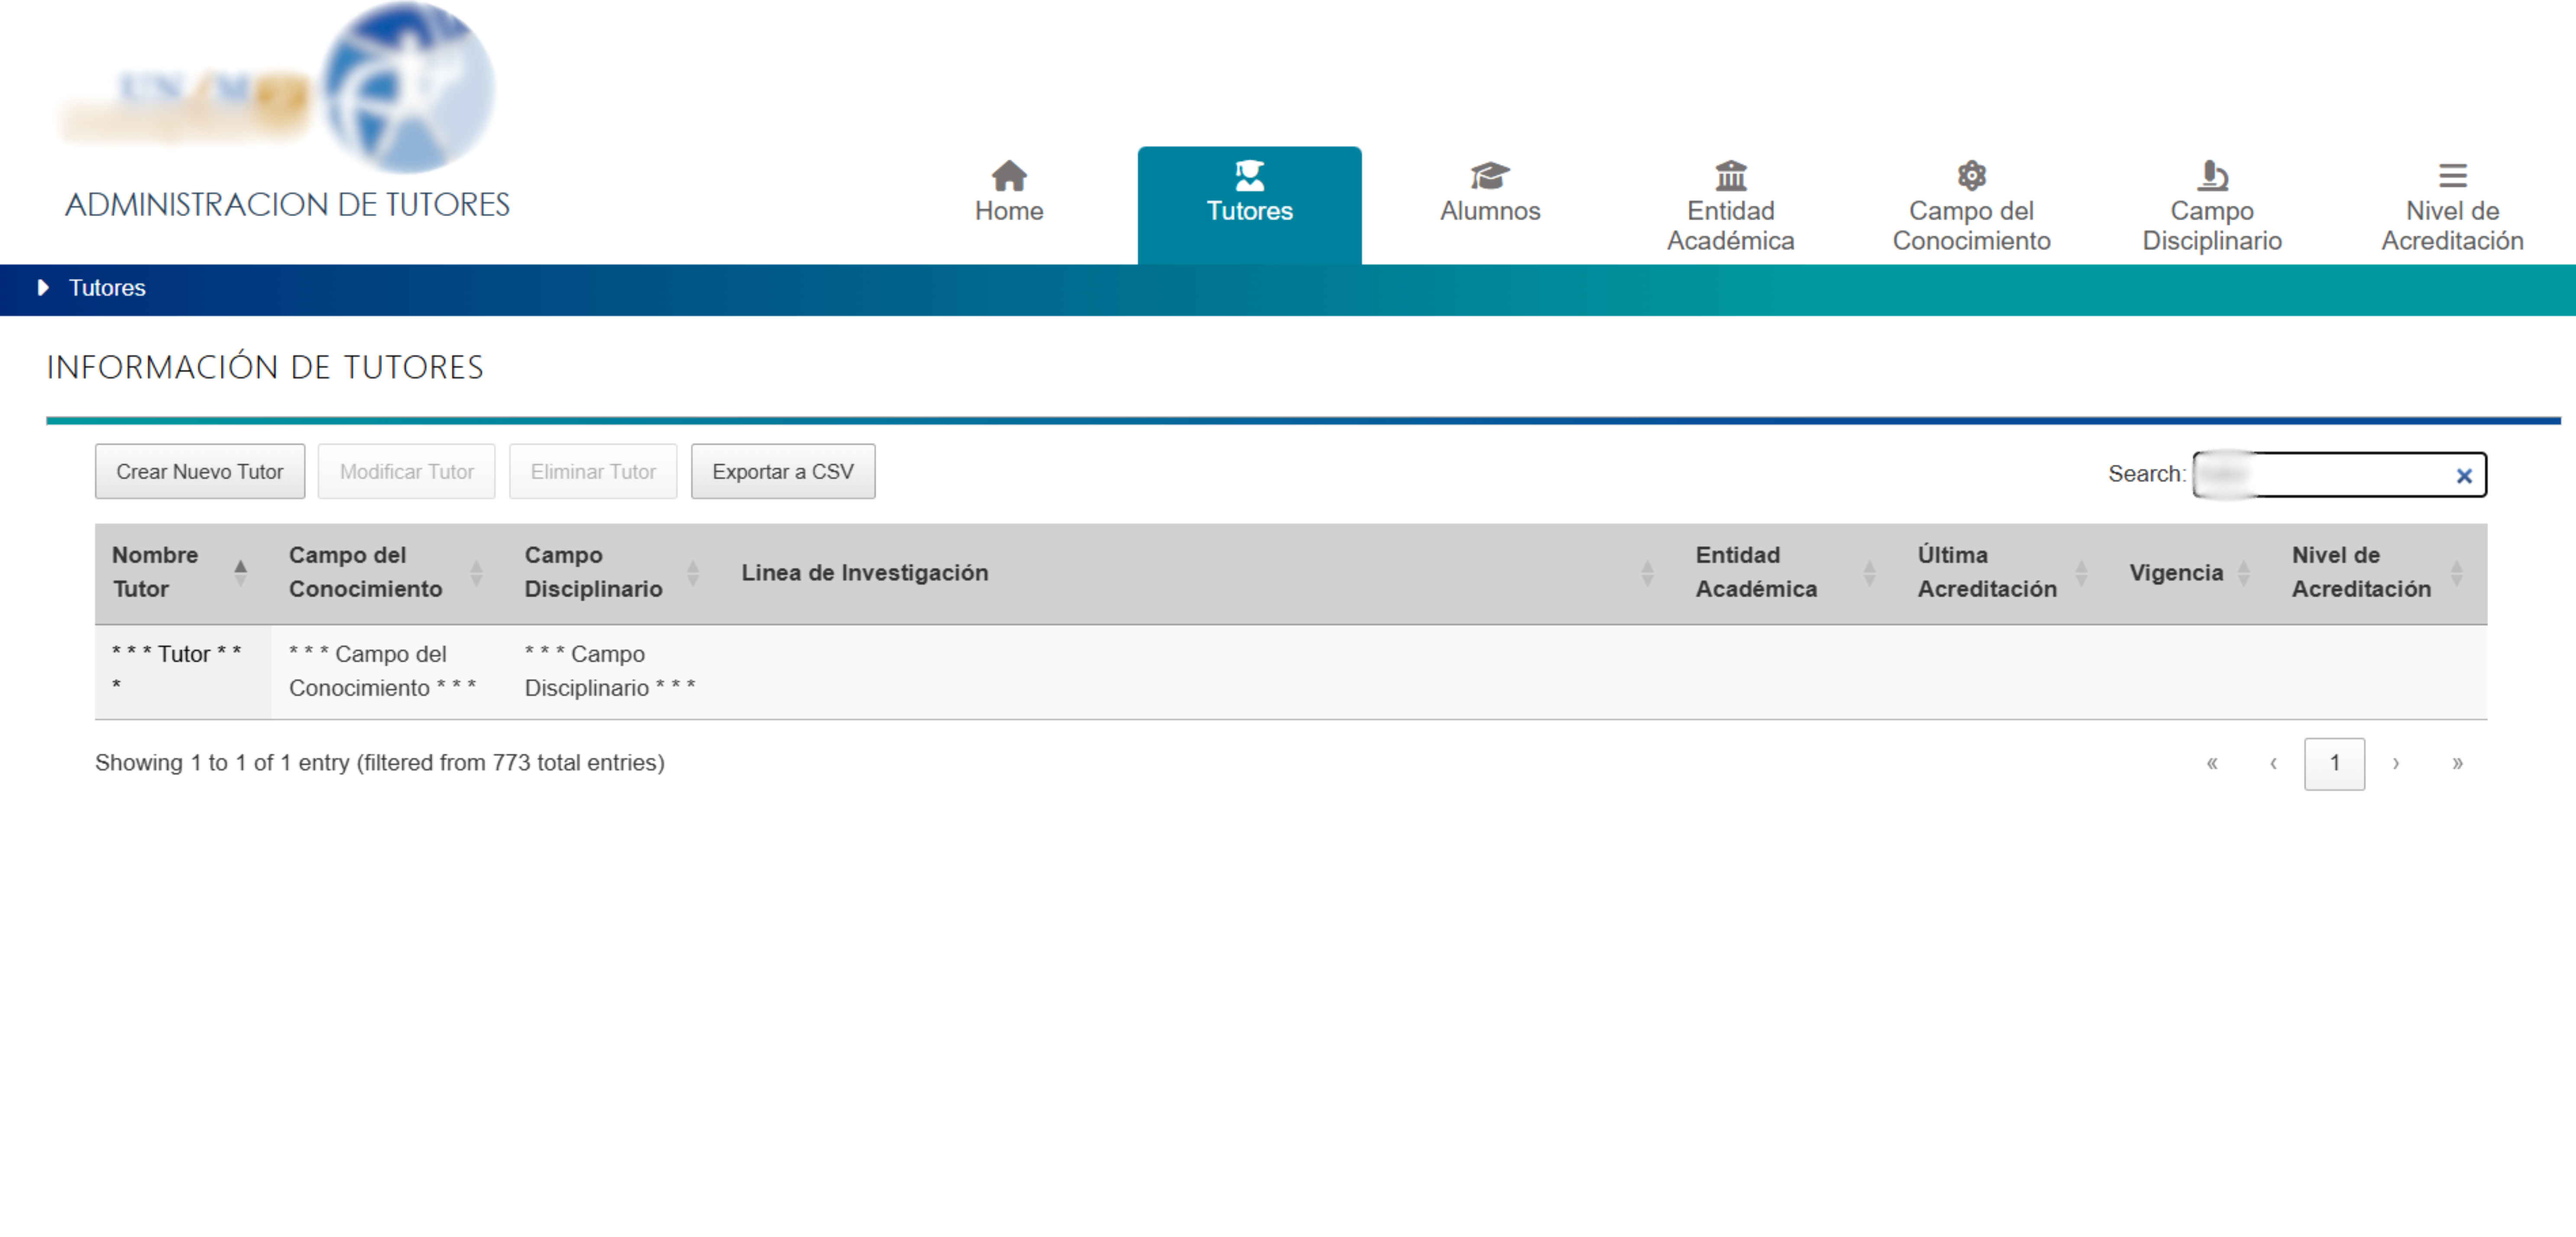 ADMINISTRACION DE TUTORES
Home
Tutores
Alumnos
Entidad
Académica
Campo del
Conocimiento
Campo
Disciplinario
Nivel de
Acreditación
Tutores
INFORMACIÓN DE TUTORES
Crear Nuevo Tutor
Modificar Tutor
Eliminar Tutor
Exportar a CSV
Search:
Nombre
Tutor
Campo del
Conocimiento
Campo
Disciplinario
Linea de Investigación
Entidad
Académica
Última
Acreditación
Vigencia
Nivel de
Acreditación
* * * Tutor * *
*
* * * Campo del
Conocimiento * * *
* * * Campo
Disciplinario * * *
Showing 1 to 1 of 1 entry (filtered from 773 total entries)
« ‹ 1 › »